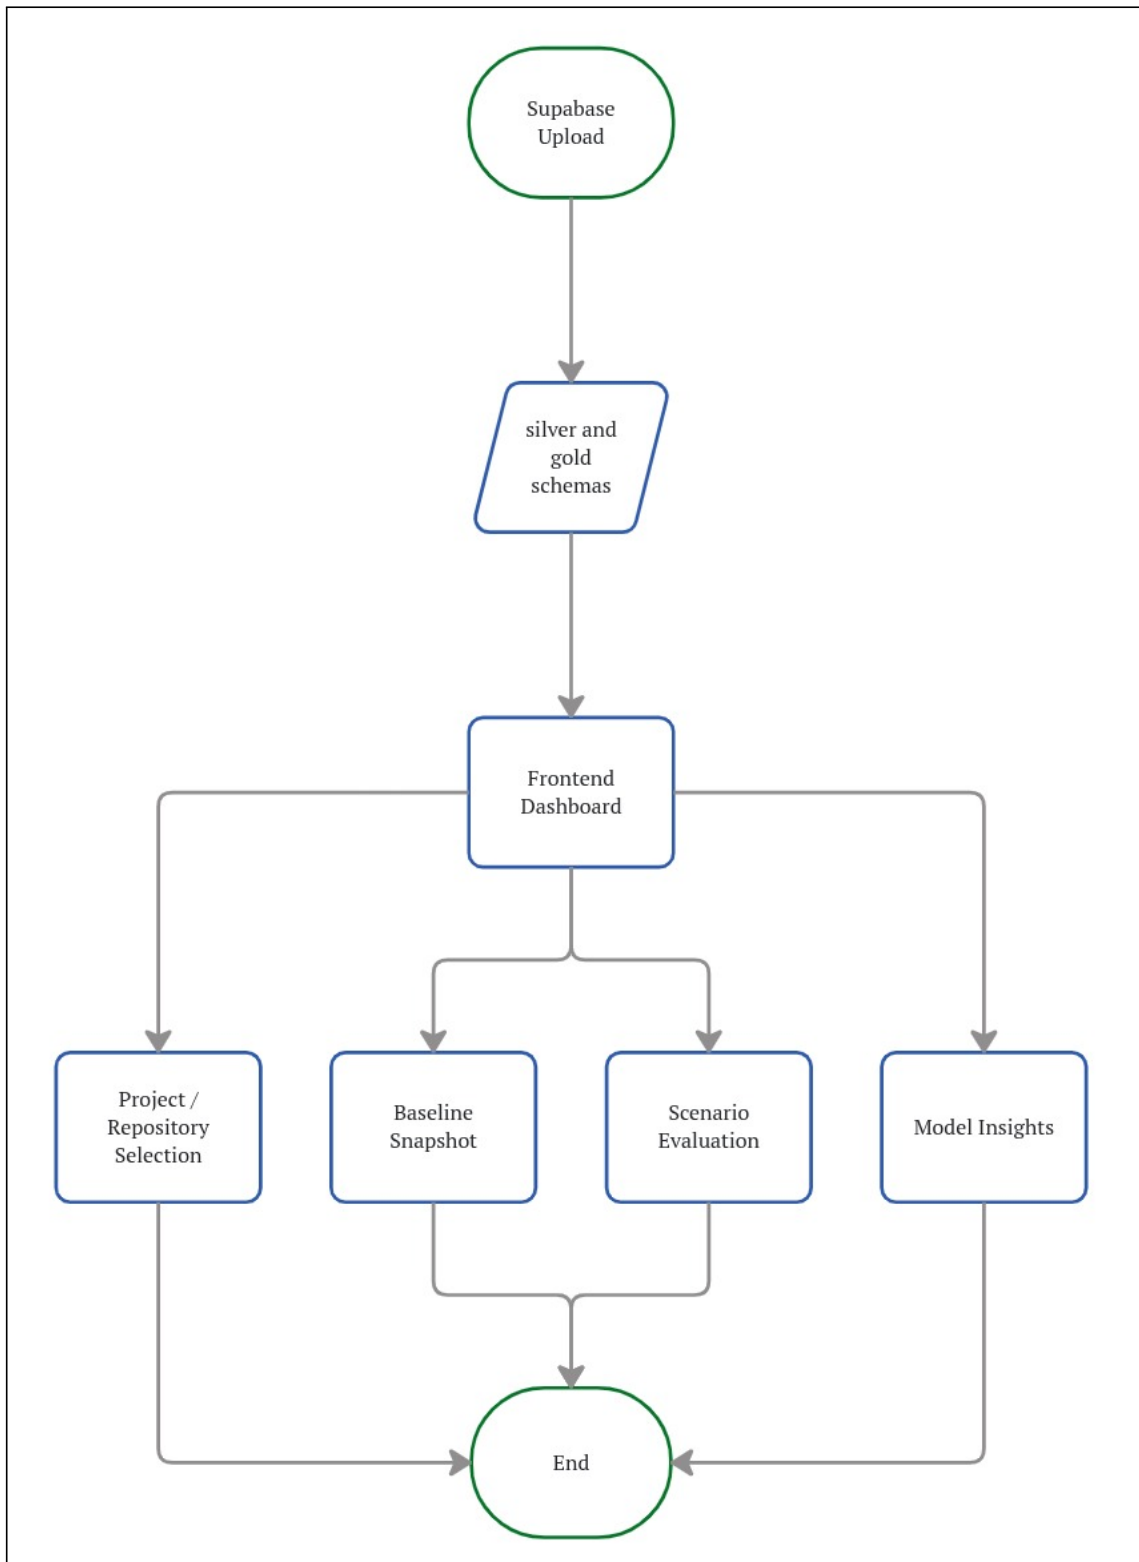 Supabase
Upload
silver and
gold
schemas
Frontend
Dashboard
Project /
Repository
Selection
Baseline
Snapshot
Scenario
Evaluation
Model Insights
End